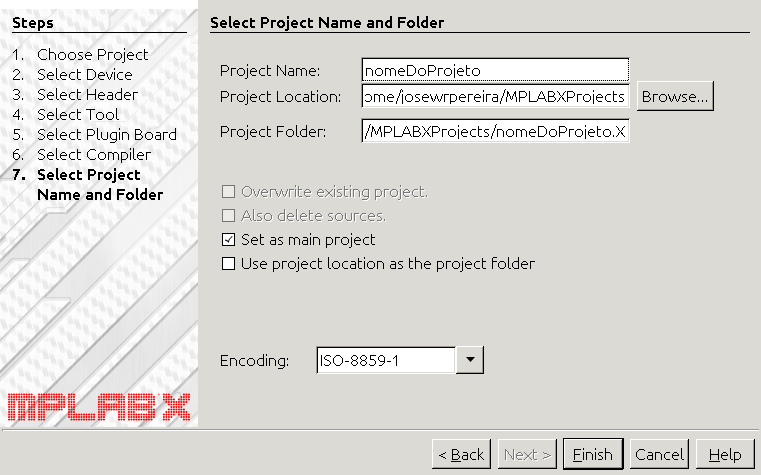 Steps
1. Choose Project
2. Select Device
3. Select Header
4. Select Tool
5. Select Plugin Board
6. Select Compiler
7. Select Project
Name and Folder
MPLAB X
Select Project Name and Folder
Project Name: nomeDoProjeto
Project Location: ome/josewrpereira/MPLABXProjects Browse...
Project Folder: /MPLABXProjects/nomeDoProjeto.X
Overwrite existing project.
Also delete sources.
Set as main project
Use project location as the project folder
Encoding: ISO-8859-1
< Back Next > Finish Cancel Help